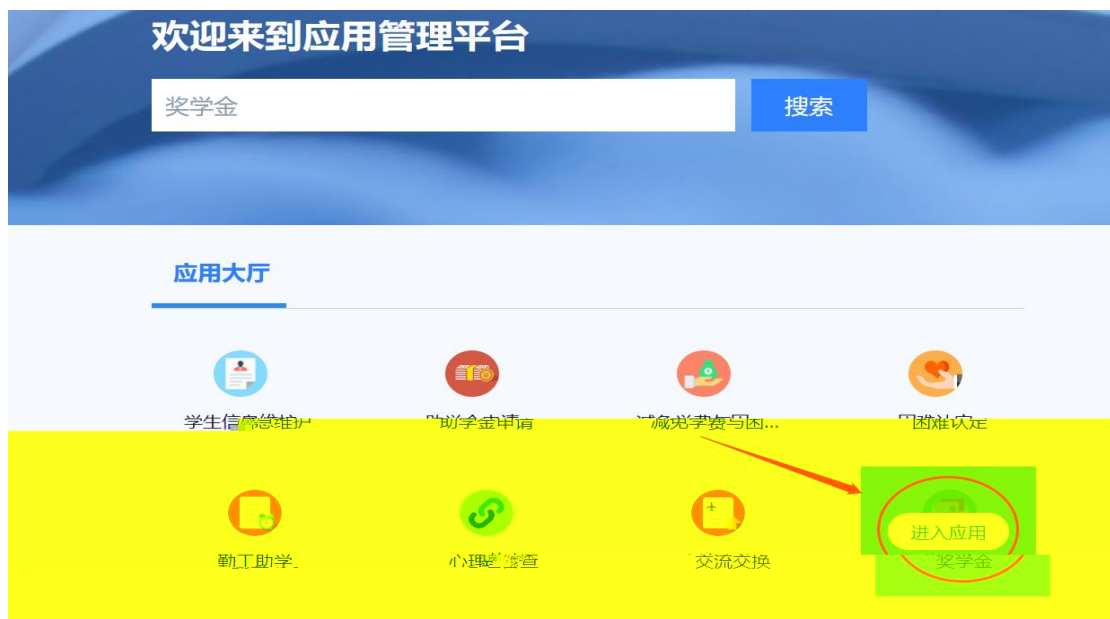 欢迎来到应用管理平台
奖学金
搜索
应用大厅
学生信息维护
助学金申请
减免学费与困...
困难认定
进入应用
勤工助学
心理
查
交流交换
奖学金